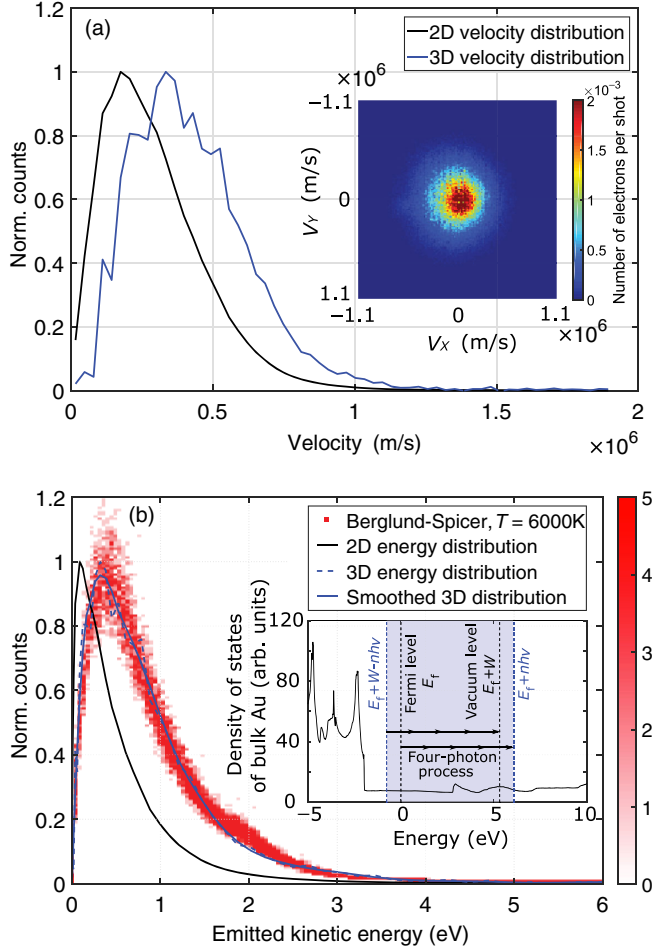 (a)
2D velocity distribution
3D velocity distribution
1.2
1
0.8
0.6
0.4
0.2
0
Norm. counts
0
0.5
1
1.5
2
Velocity (m/s)
×10⁶
×10⁶
−1.1
0
1.1
V_Y (m/s)
−1.1
0
1.1
V_X (m/s)
×10⁶
×10⁻³
2
1.5
1
0.5
0
Number of electrons per shot
(b)
Berglund-Spicer, T = 6000K
2D energy distribution
3D energy distribution
Smoothed 3D distribution
1.2
1
0.8
0.6
0.4
0.2
0
Norm. counts
0
1
2
3
4
5
6
Emitted kinetic energy (eV)
Density of states
of bulk Au (arb. units)
120
80
40
0
E_f+W-nhν
Fermi level
E_f
Vacuum level
E_f+W
E_f+nhν
Four-photon
process
−5
0
5
10
Energy (eV)
5
4
3
2
1
0